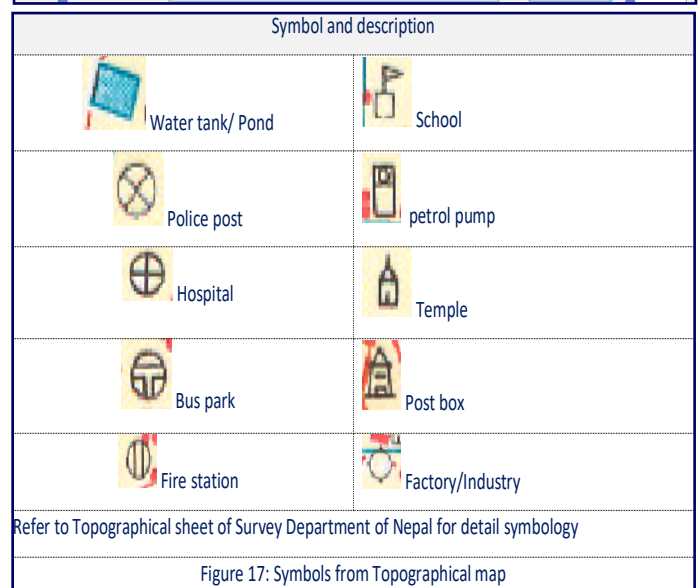 Symbol and description
Water tank/ Pond
School
Police post
petrol pump
Hospital
Temple
Bus park
Post box
Fire station
Factory/Industry
Refer to Topographical sheet of Survey Department of Nepal for detail symbology
Figure 17: Symbols from Topographical map